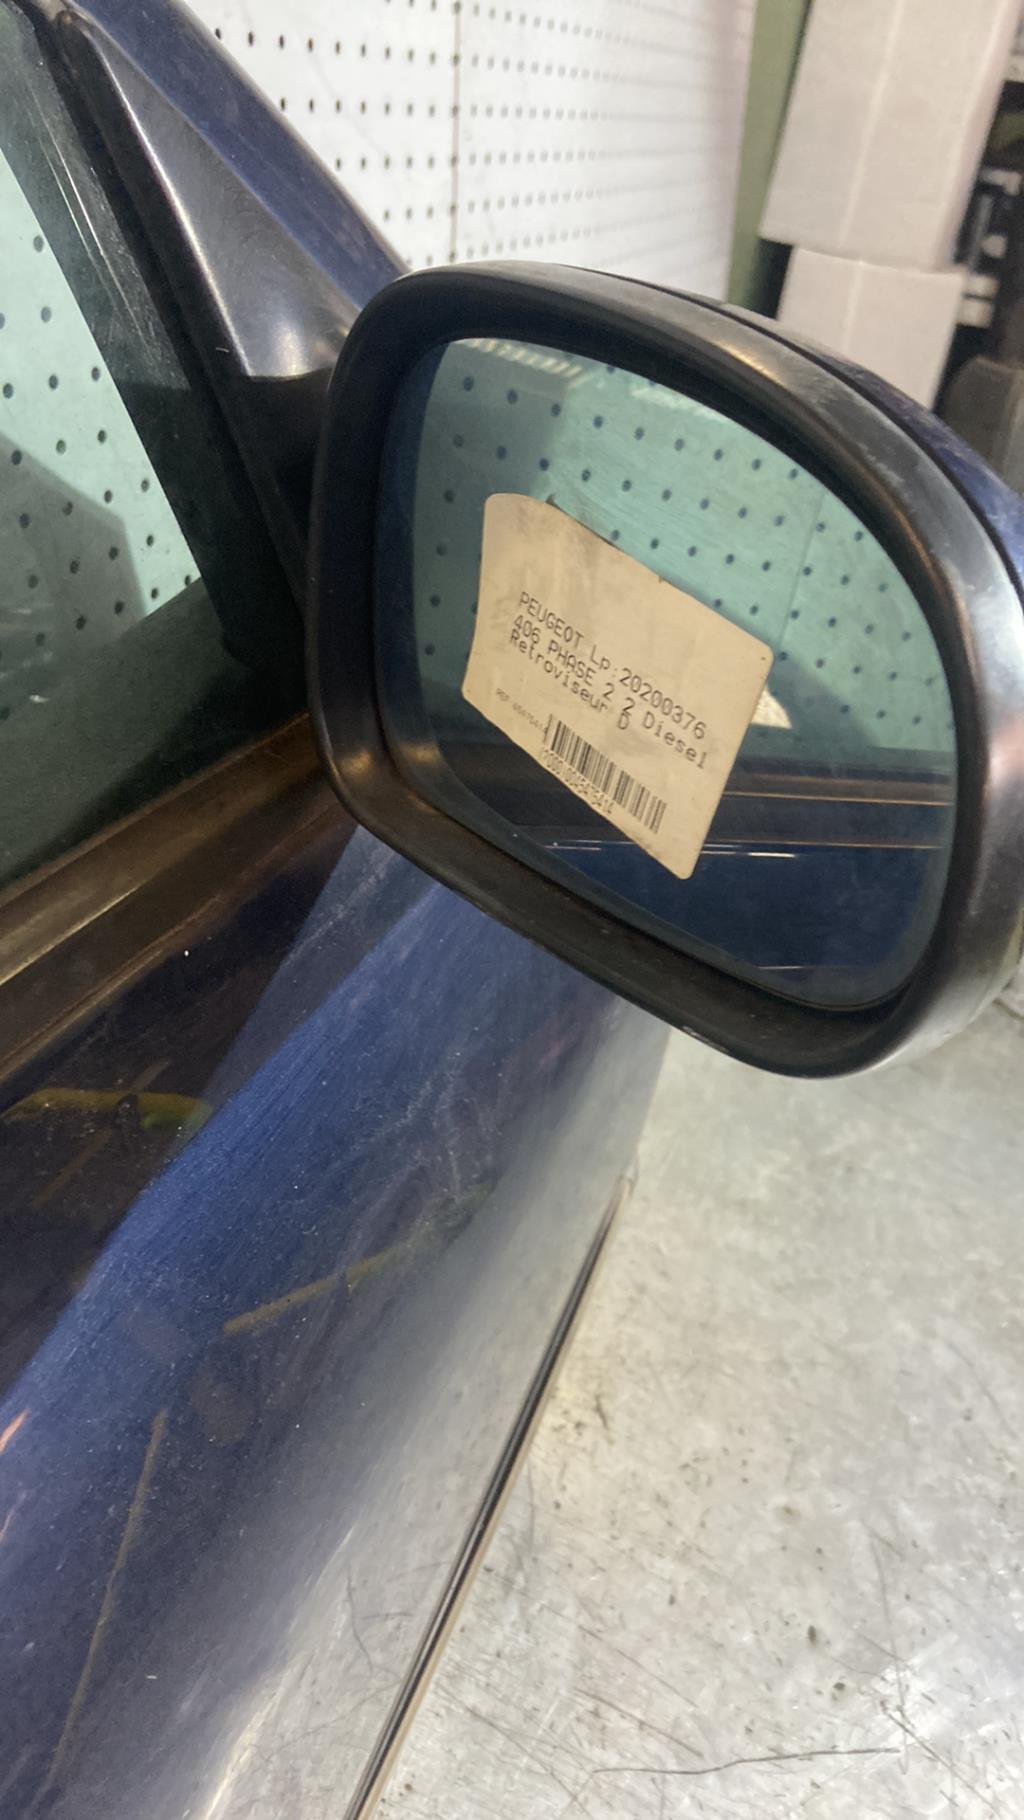 PEUGEOT Lp:20200376
406 PHASE 2 2 Diesel
Retroviseur D